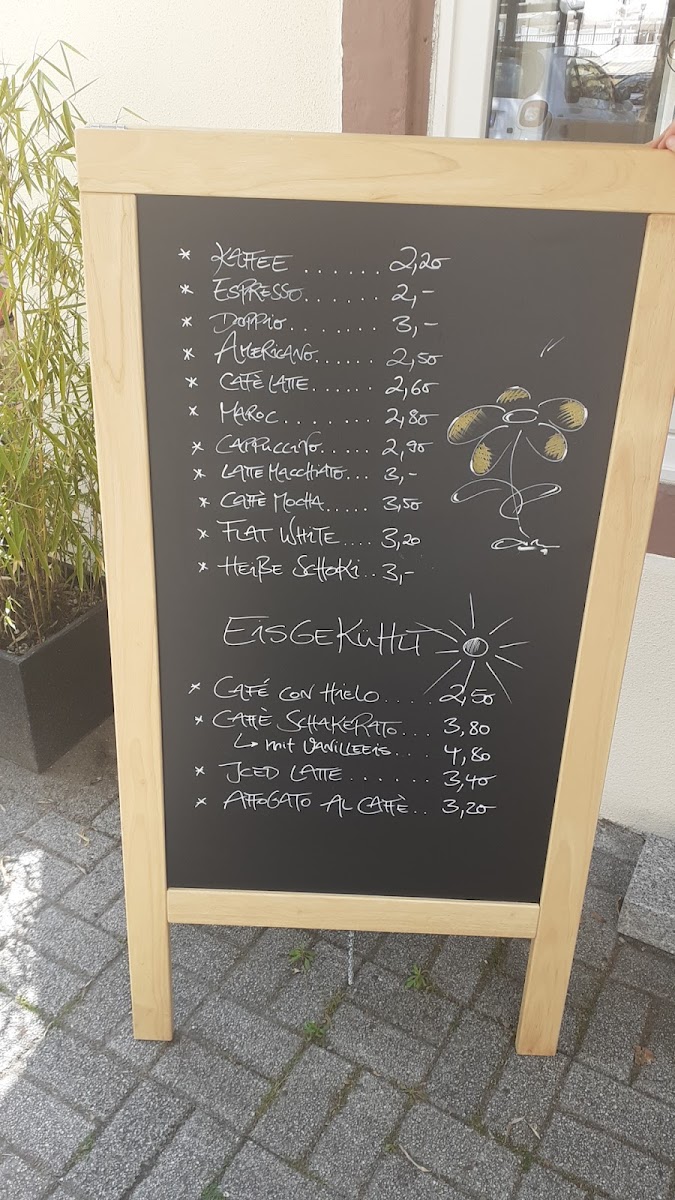 * KAFFEE ....... 2,20
* ESPRESSO....... 2,-
* DOPPIO........ 3,-
* AMERICANO...... 2,50
* CAFÈ LATTE...... 2,60
* MAROC........ 2,80
* CAPPUCCINO.... 2,90
* LATTE MACCHIATO... 3,-
* CAFFÈ MOCHA..... 3,50
* FLAT WHITE.... 3,20
* HEIßE SCHOKI .. 3,-
EISGEKÜHLT
* CAFÉ CON HIELO..... 2,50
* CAFFÈ SCHAKERATO... 3,80
↳ mit VANILLEEIS.... 4,80
* ICED LATTE........ 3,40
* AFFOGATO AL CAFFÈ.. 3,20